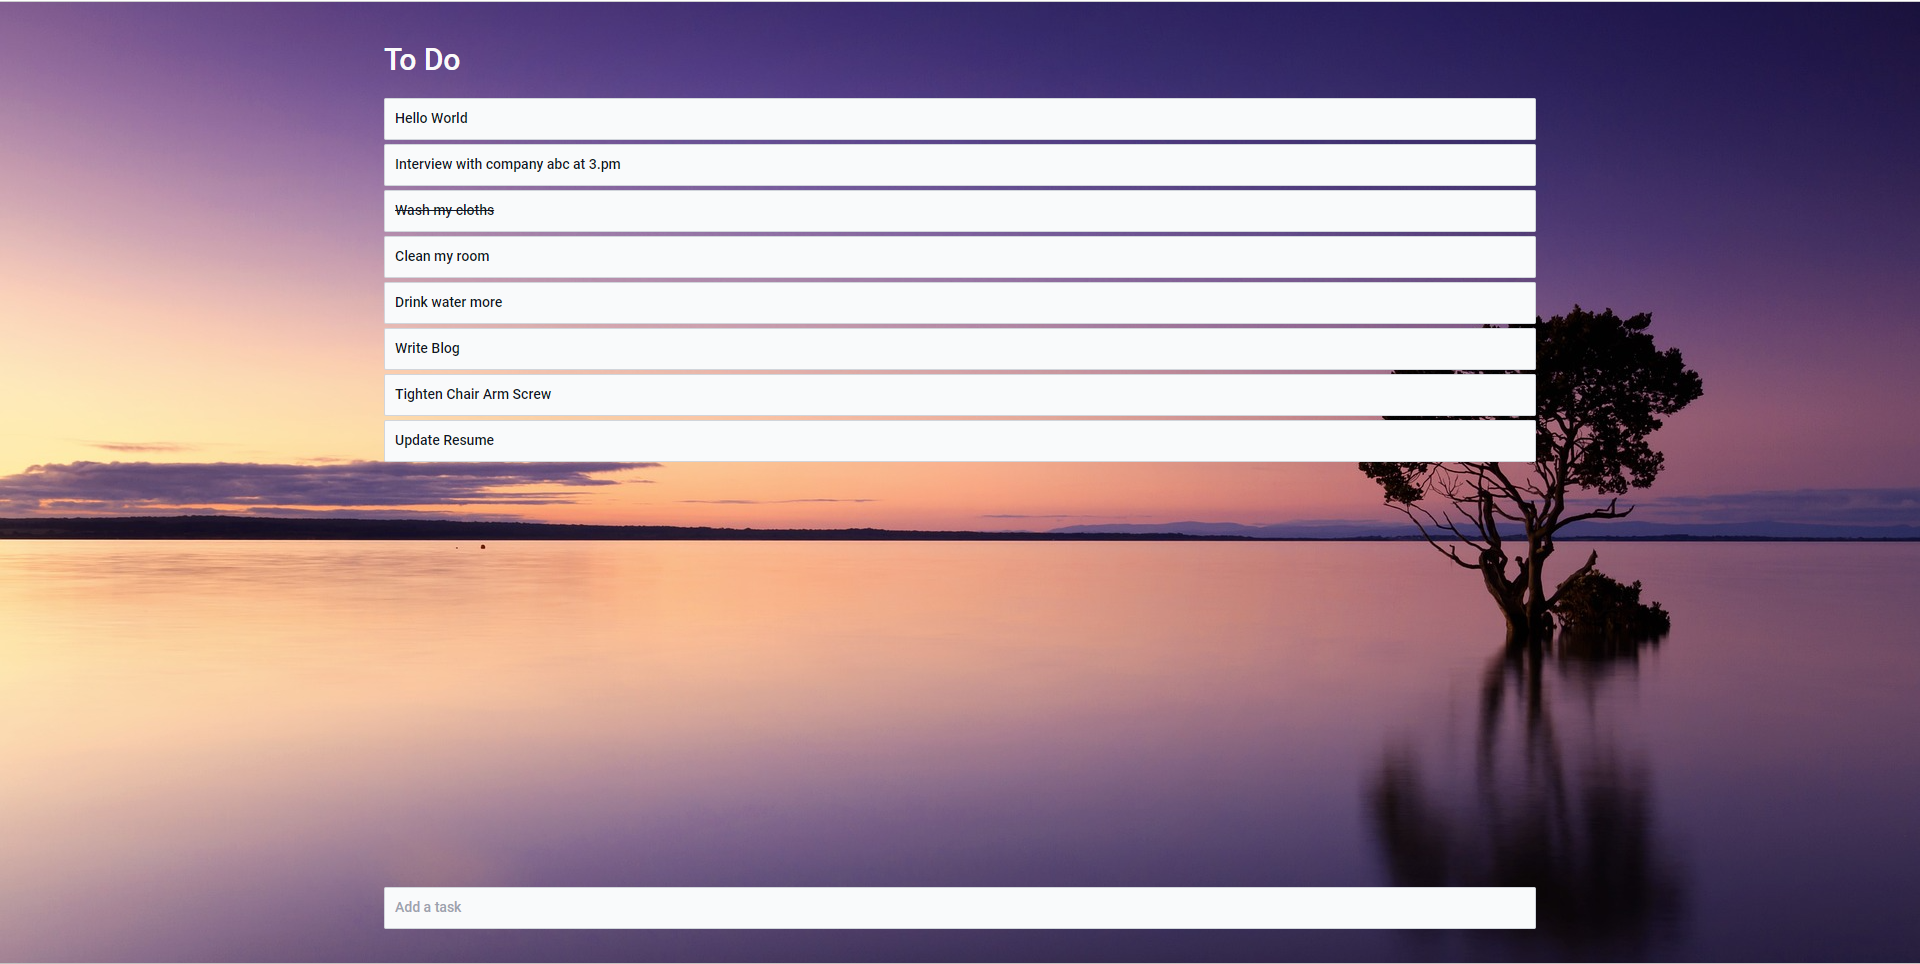 To Do
Hello World
Interview with company abc at 3.pm
Wash my cloths
Clean my room
Drink water more
Write Blog
Tighten Chair Arm Screw
Update Resume
Add a task